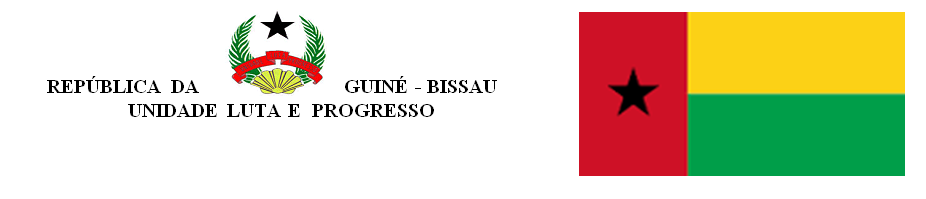 REPÚBLICA DA GUINÉ - BISSAU
UNIDADE LUTA E PROGRESSO